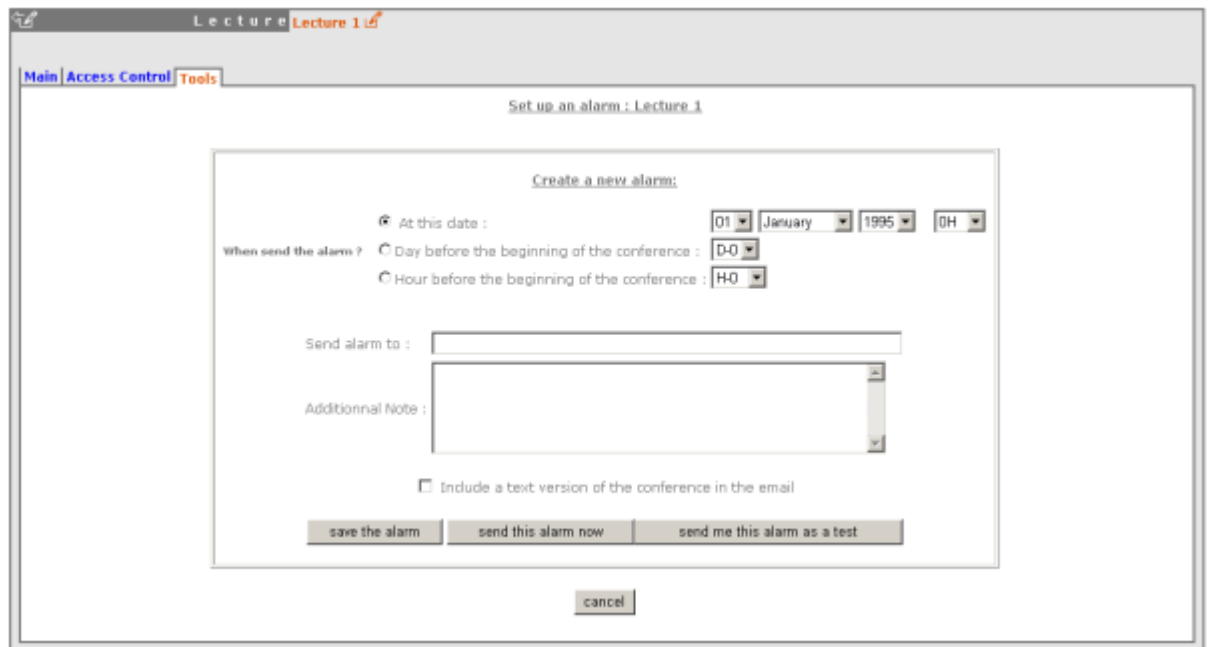 Lecture Lecture 1
Main Access Control Tools
Set up an alarm : Lecture 1
Create a new alarm:
At this date : 01 January 1995 0H
When send the alarm ? Day before the beginning of the conference : D-0
Hour before the beginning of the conference : H-0
Send alarm to :
Additionnal Note :
Include a text version of the conference in the email
save the alarm send this alarm now send me this alarm as a test
cancel